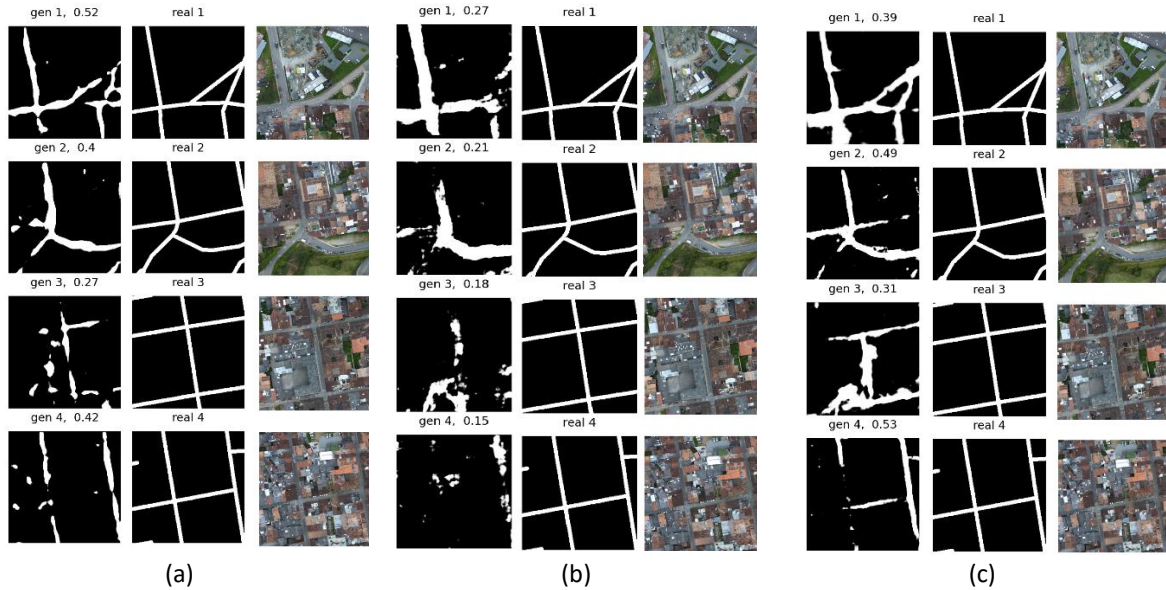 gen 1, 0.52 real 1
gen 2, 0.4 real 2
gen 3, 0.27 real 3
gen 4, 0.42 real 4
(a)
gen 1, 0.27 real 1
gen 2, 0.21 real 2
gen 3, 0.18 real 3
gen 4, 0.15 real 4
(b)
gen 1, 0.39 real 1
gen 2, 0.49 real 2
gen 3, 0.31 real 3
gen 4, 0.53 real 4
(c)